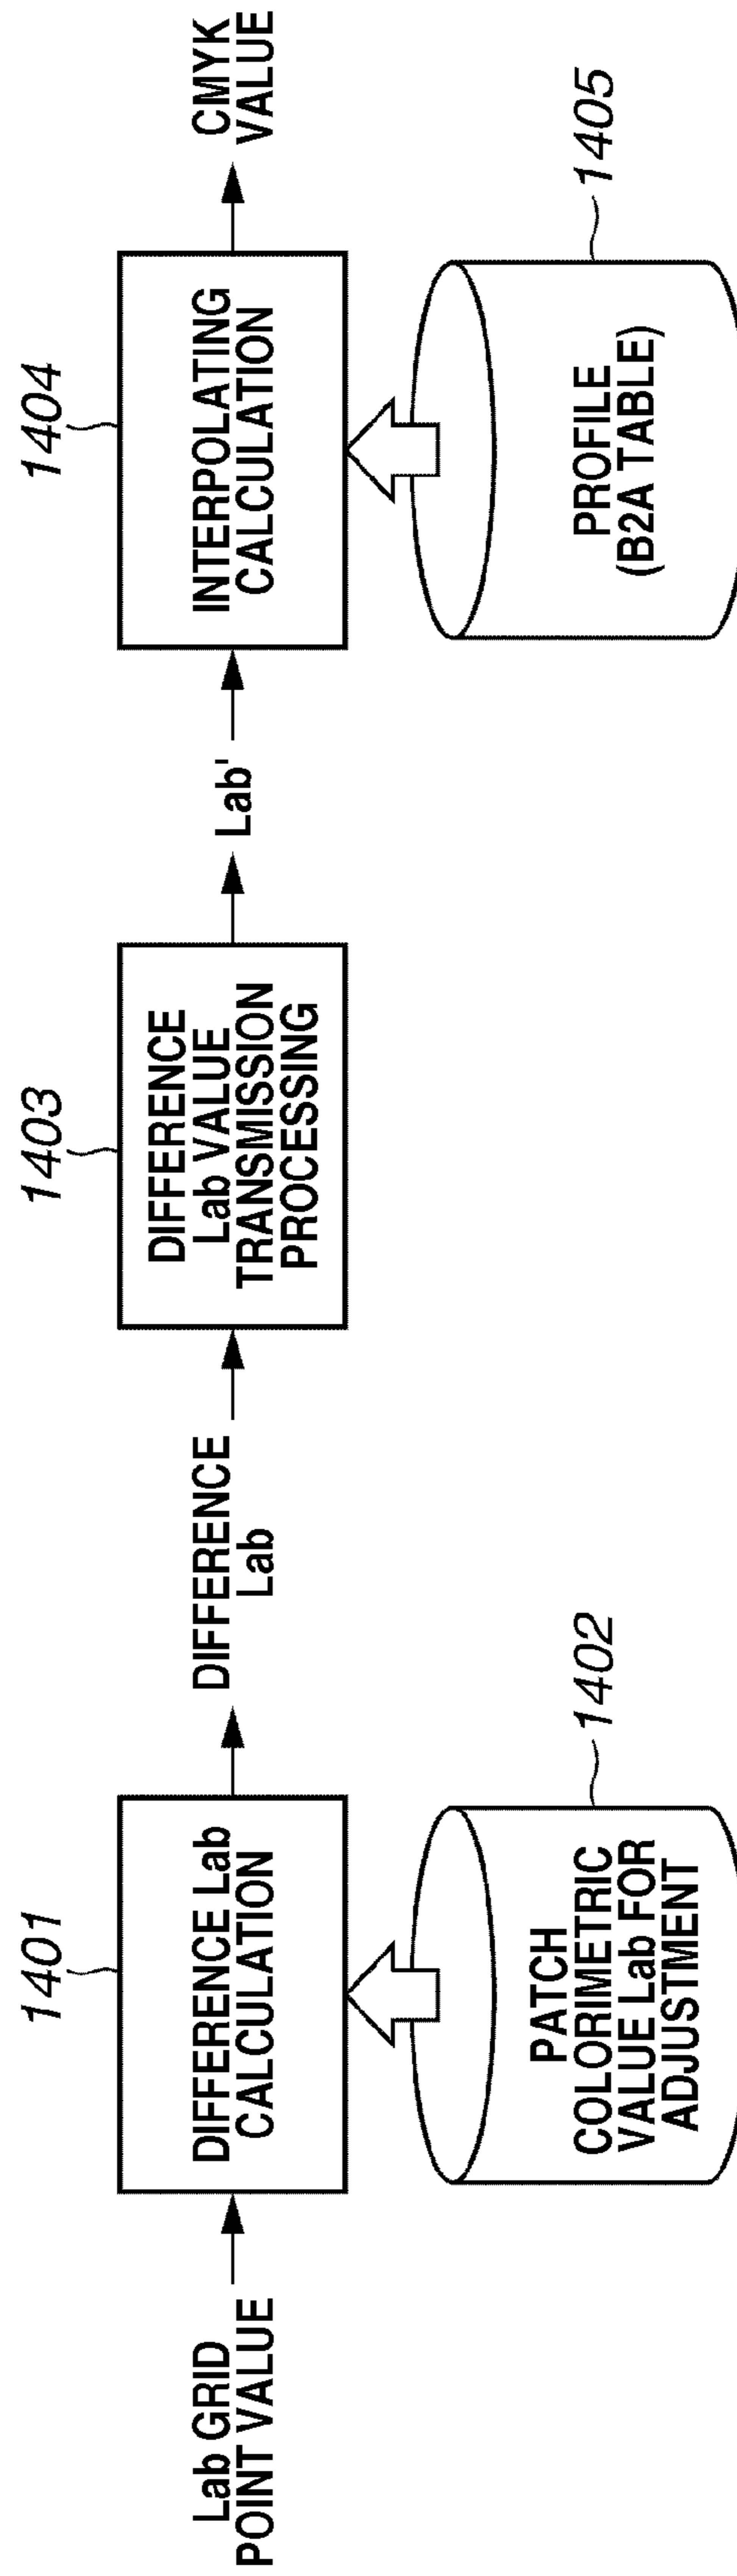 Lab GRID
POINT VALUE
1401
DIFFERENCE Lab
CALCULATION
DIFFERENCE
Lab
1403
DIFFERENCE
Lab VALUE
TRANSMISSION
PROCESSING
Lab'
1404
INTERPOLATING
CALCULATION
CMYK
VALUE
1402
PATCH
COLORIMETRIC
VALUE Lab FOR
ADJUSTMENT
1405
PROFILE
(B2A TABLE)